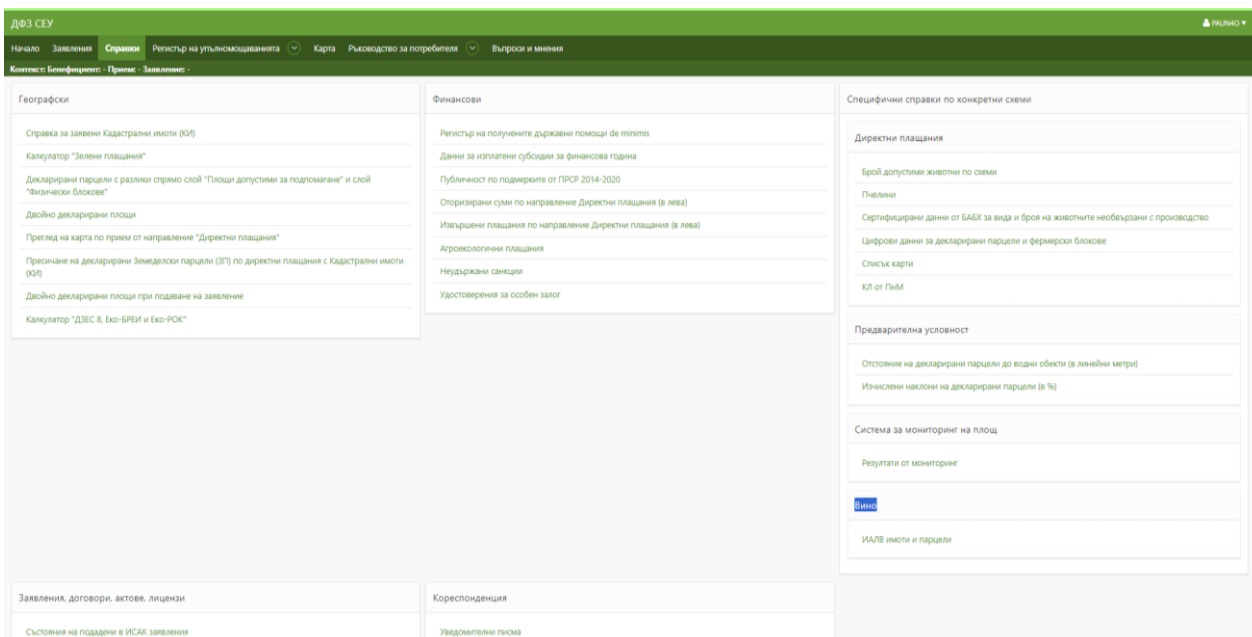 ДФЗ СЕУ
PAUN4O
Начало Заявления Справки Регистър на упълномощаванията Карта Ръководство за потребителя Въпроси и мнения
Контекст: Бенефициент: - Прием: - Заявление: -
Географски
Справка за заявени Кадастрални имоти (КИ)
Калкулатор "Зелени плащания"
Декларирани парцели с разлики спрямо слой "Площи допустими за подпомагане" и слой
"Физически блокове"
Двойно декларирани площи
Преглед на карта по прием от направление "Директни плащания"
Пресичане на декларирани Земеделски парцели (ЗП) по директни плащания с Кадастрални имоти
(КИ)
Двойно декларирани площи при подаване на заявление
Калкулатор "ДЗЕС 8, Еко-БРЕИ и Еко-РОК"
Финансови
Регистър на получените държавни помощи de minimis
Данни за изплатени субсидии за финансова година
Публичност по подмерките от ПРСР 2014-2020
Оторизирани суми по направление Директни плащания (в лева)
Извършени плащания по направление Директни плащания (в лева)
Агроекологични плащания
Неудържани санкции
Удостоверения за особен залог
Специфични справки по конкретни схеми
Директни плащания
Брой допустими животни по схеми
Пчелини
Сертифицирани данни от БАБХ за вида и броя на животните необвързани с производство
Цифрови данни за декларирани парцели и фермерски блокове
Списък карти
КЛ от ПнМ
Предварителна условност
Отстояние на декларирани парцели до водни обекти (в линейни метри)
Изчислени наклони на декларирани парцели (в %)
Система за мониторинг на площ
Резултати от мониторинг
Вино
ИАЛВ имоти и парцели
Заявления, договори, актове, лицензи
Състояния на подадени в ИСАК заявления
Кореспонденция
Уведомителни писма